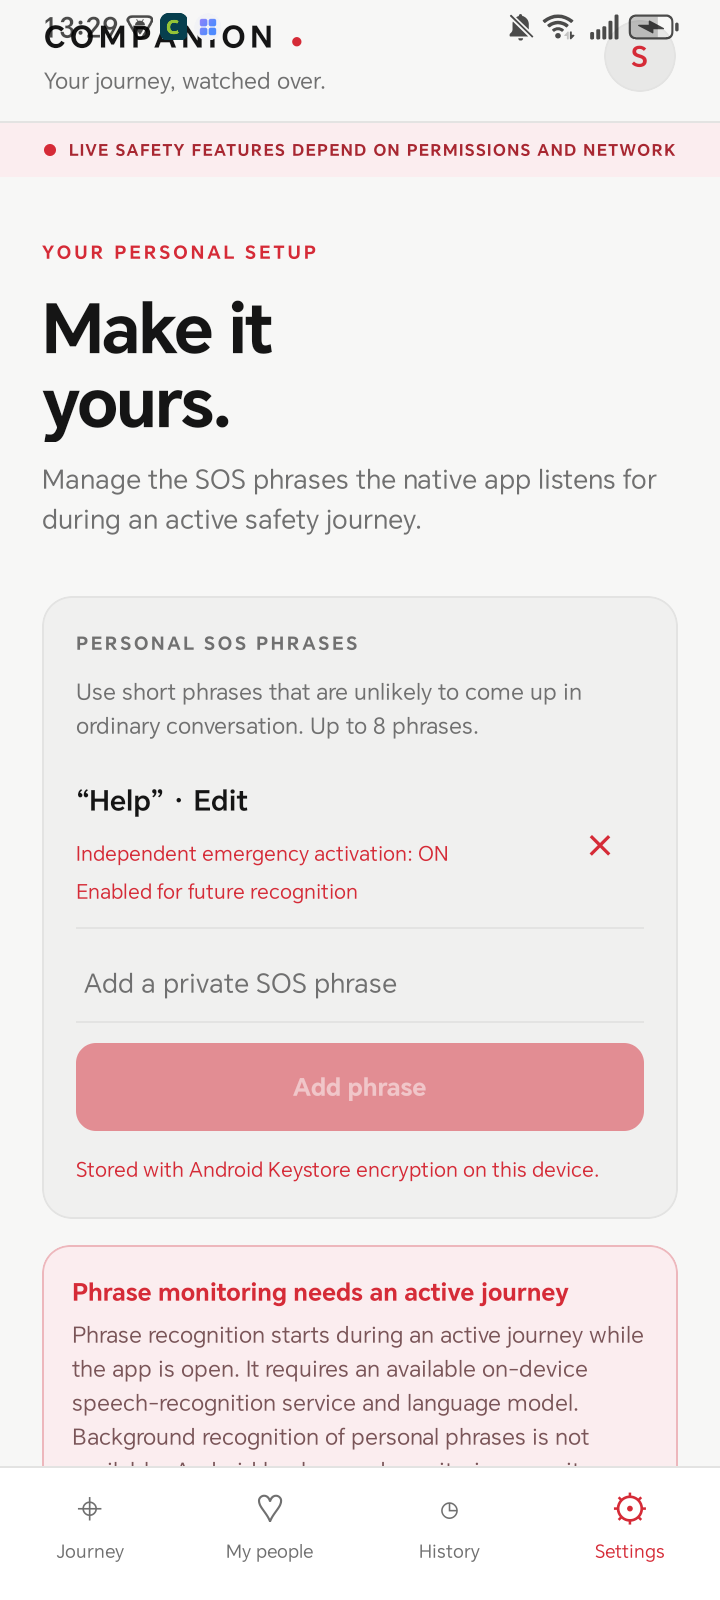 13:29
COMPANION
S
Your journey, watched over.
LIVE SAFETY FEATURES DEPEND ON PERMISSIONS AND NETWORK
YOUR PERSONAL SETUP
Make it
yours.
Manage the SOS phrases the native app listens for
during an active safety journey.
PERSONAL SOS PHRASES
Use short phrases that are unlikely to come up in
ordinary conversation. Up to 8 phrases.
“Help” · Edit
Independent emergency activation: ON
Enabled for future recognition
Add a private SOS phrase
Add phrase
Stored with Android Keystore encryption on this device.
Phrase monitoring needs an active journey
Phrase recognition starts during an active journey while
the app is open. It requires an available on-device
speech-recognition service and language model.
Background recognition of personal phrases is not
Journey
My people
History
Settings